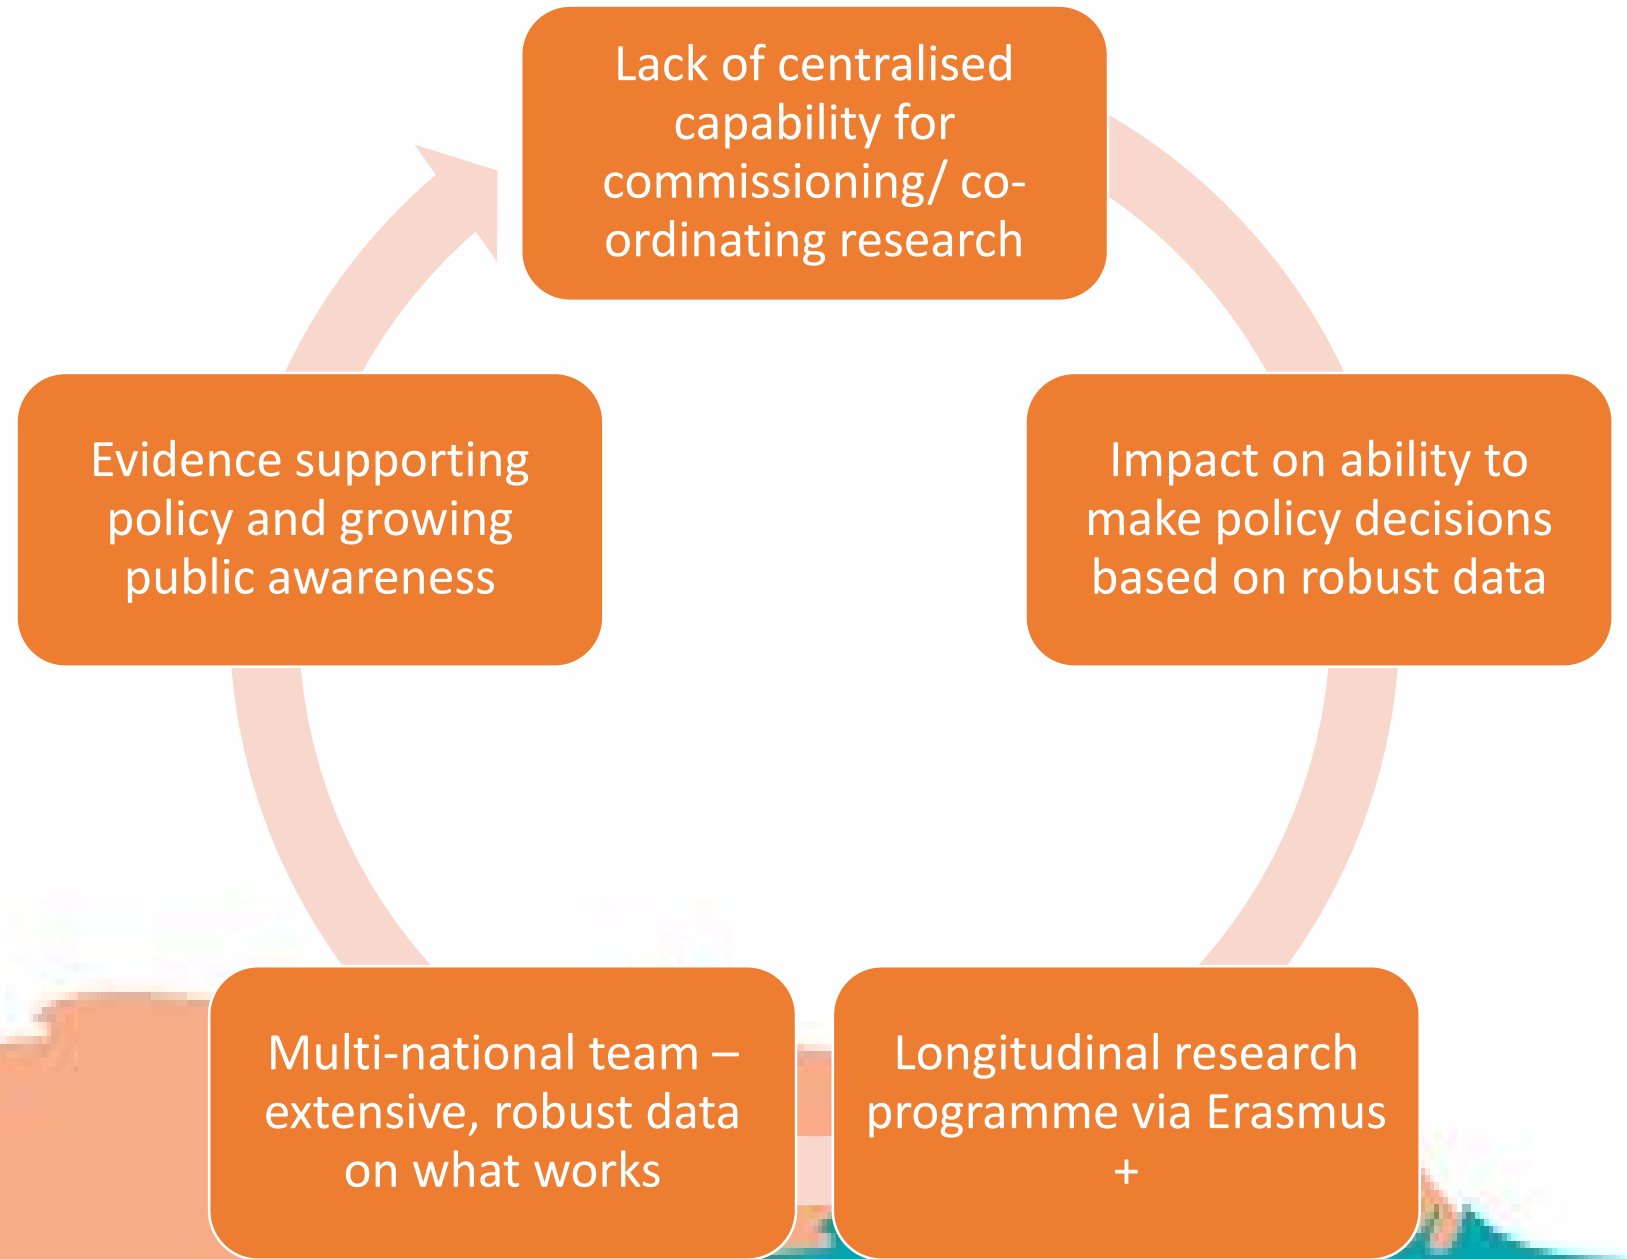 Lack of centralised
capability for
commissioning/ co-
ordinating research
Impact on ability to
make policy decisions
based on robust data
Longitudinal research
programme via Erasmus
+
Multi-national team –
extensive, robust data
on what works
Evidence supporting
policy and growing
public awareness